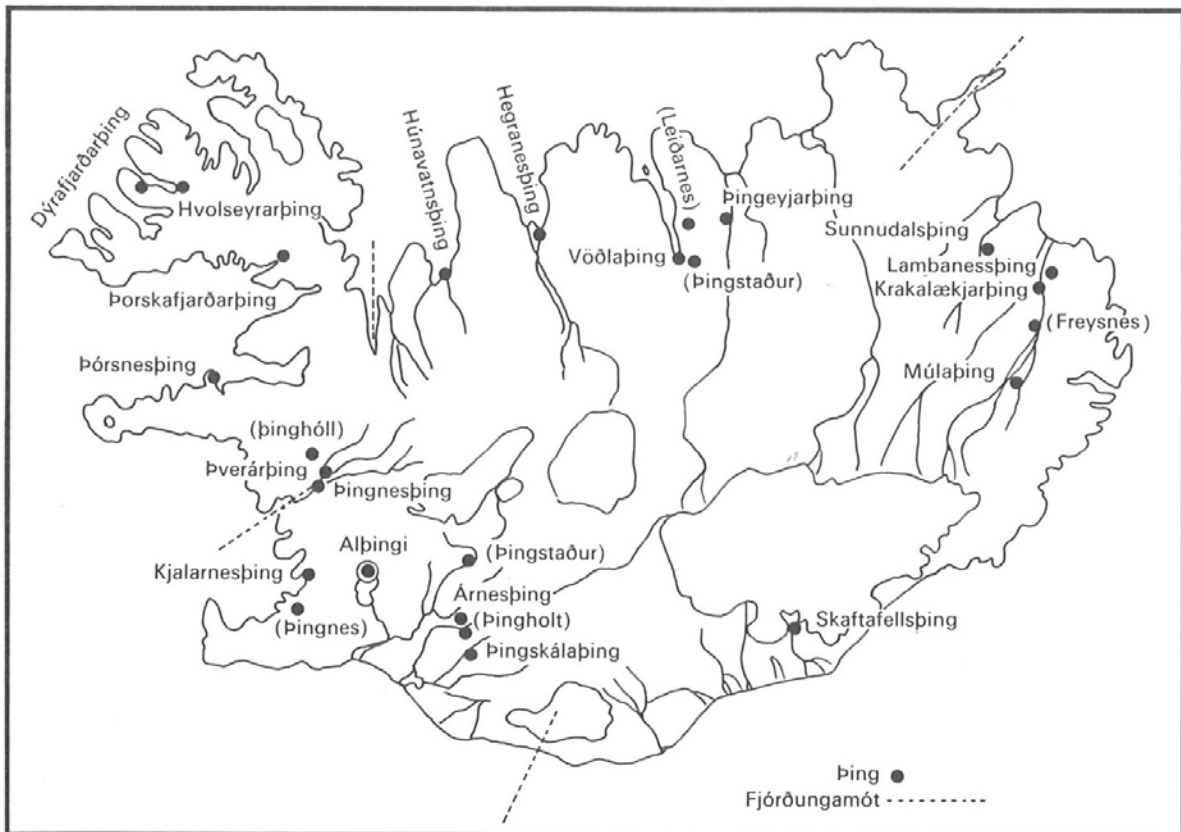 Dýrafjarðarþing
Hvolseyrarþing
Þorskafjarðarþing
Þórsnesþing
(þinghóll)
Þverárþing
Þingnesþing
Kjalarnesþing
(Þingnes)
Alþingi
Húnavatnsþing
Hegranesþing
(Leiðarnes)
Vöðlaþing
(Þingstaður)
Þingeyjarþing
Sunnudalsþing
Lambanessþing
Krakalækjarþing
(Freysnes)
Múlaþing
(Þingstaður)
Árnesþing
(Þingholt)
Þingskálaþing
Skaftafellsþing
Þing
Fjórðungamót